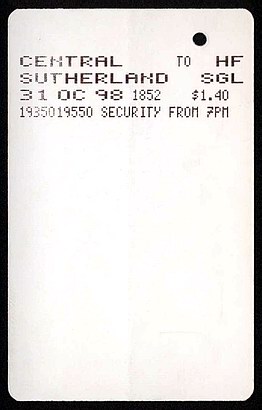 CENTRAL TO HF
SUTHERLAND SGL
31 OC 98 1852 $1.40
1935019550 SECURITY FROM 7PM